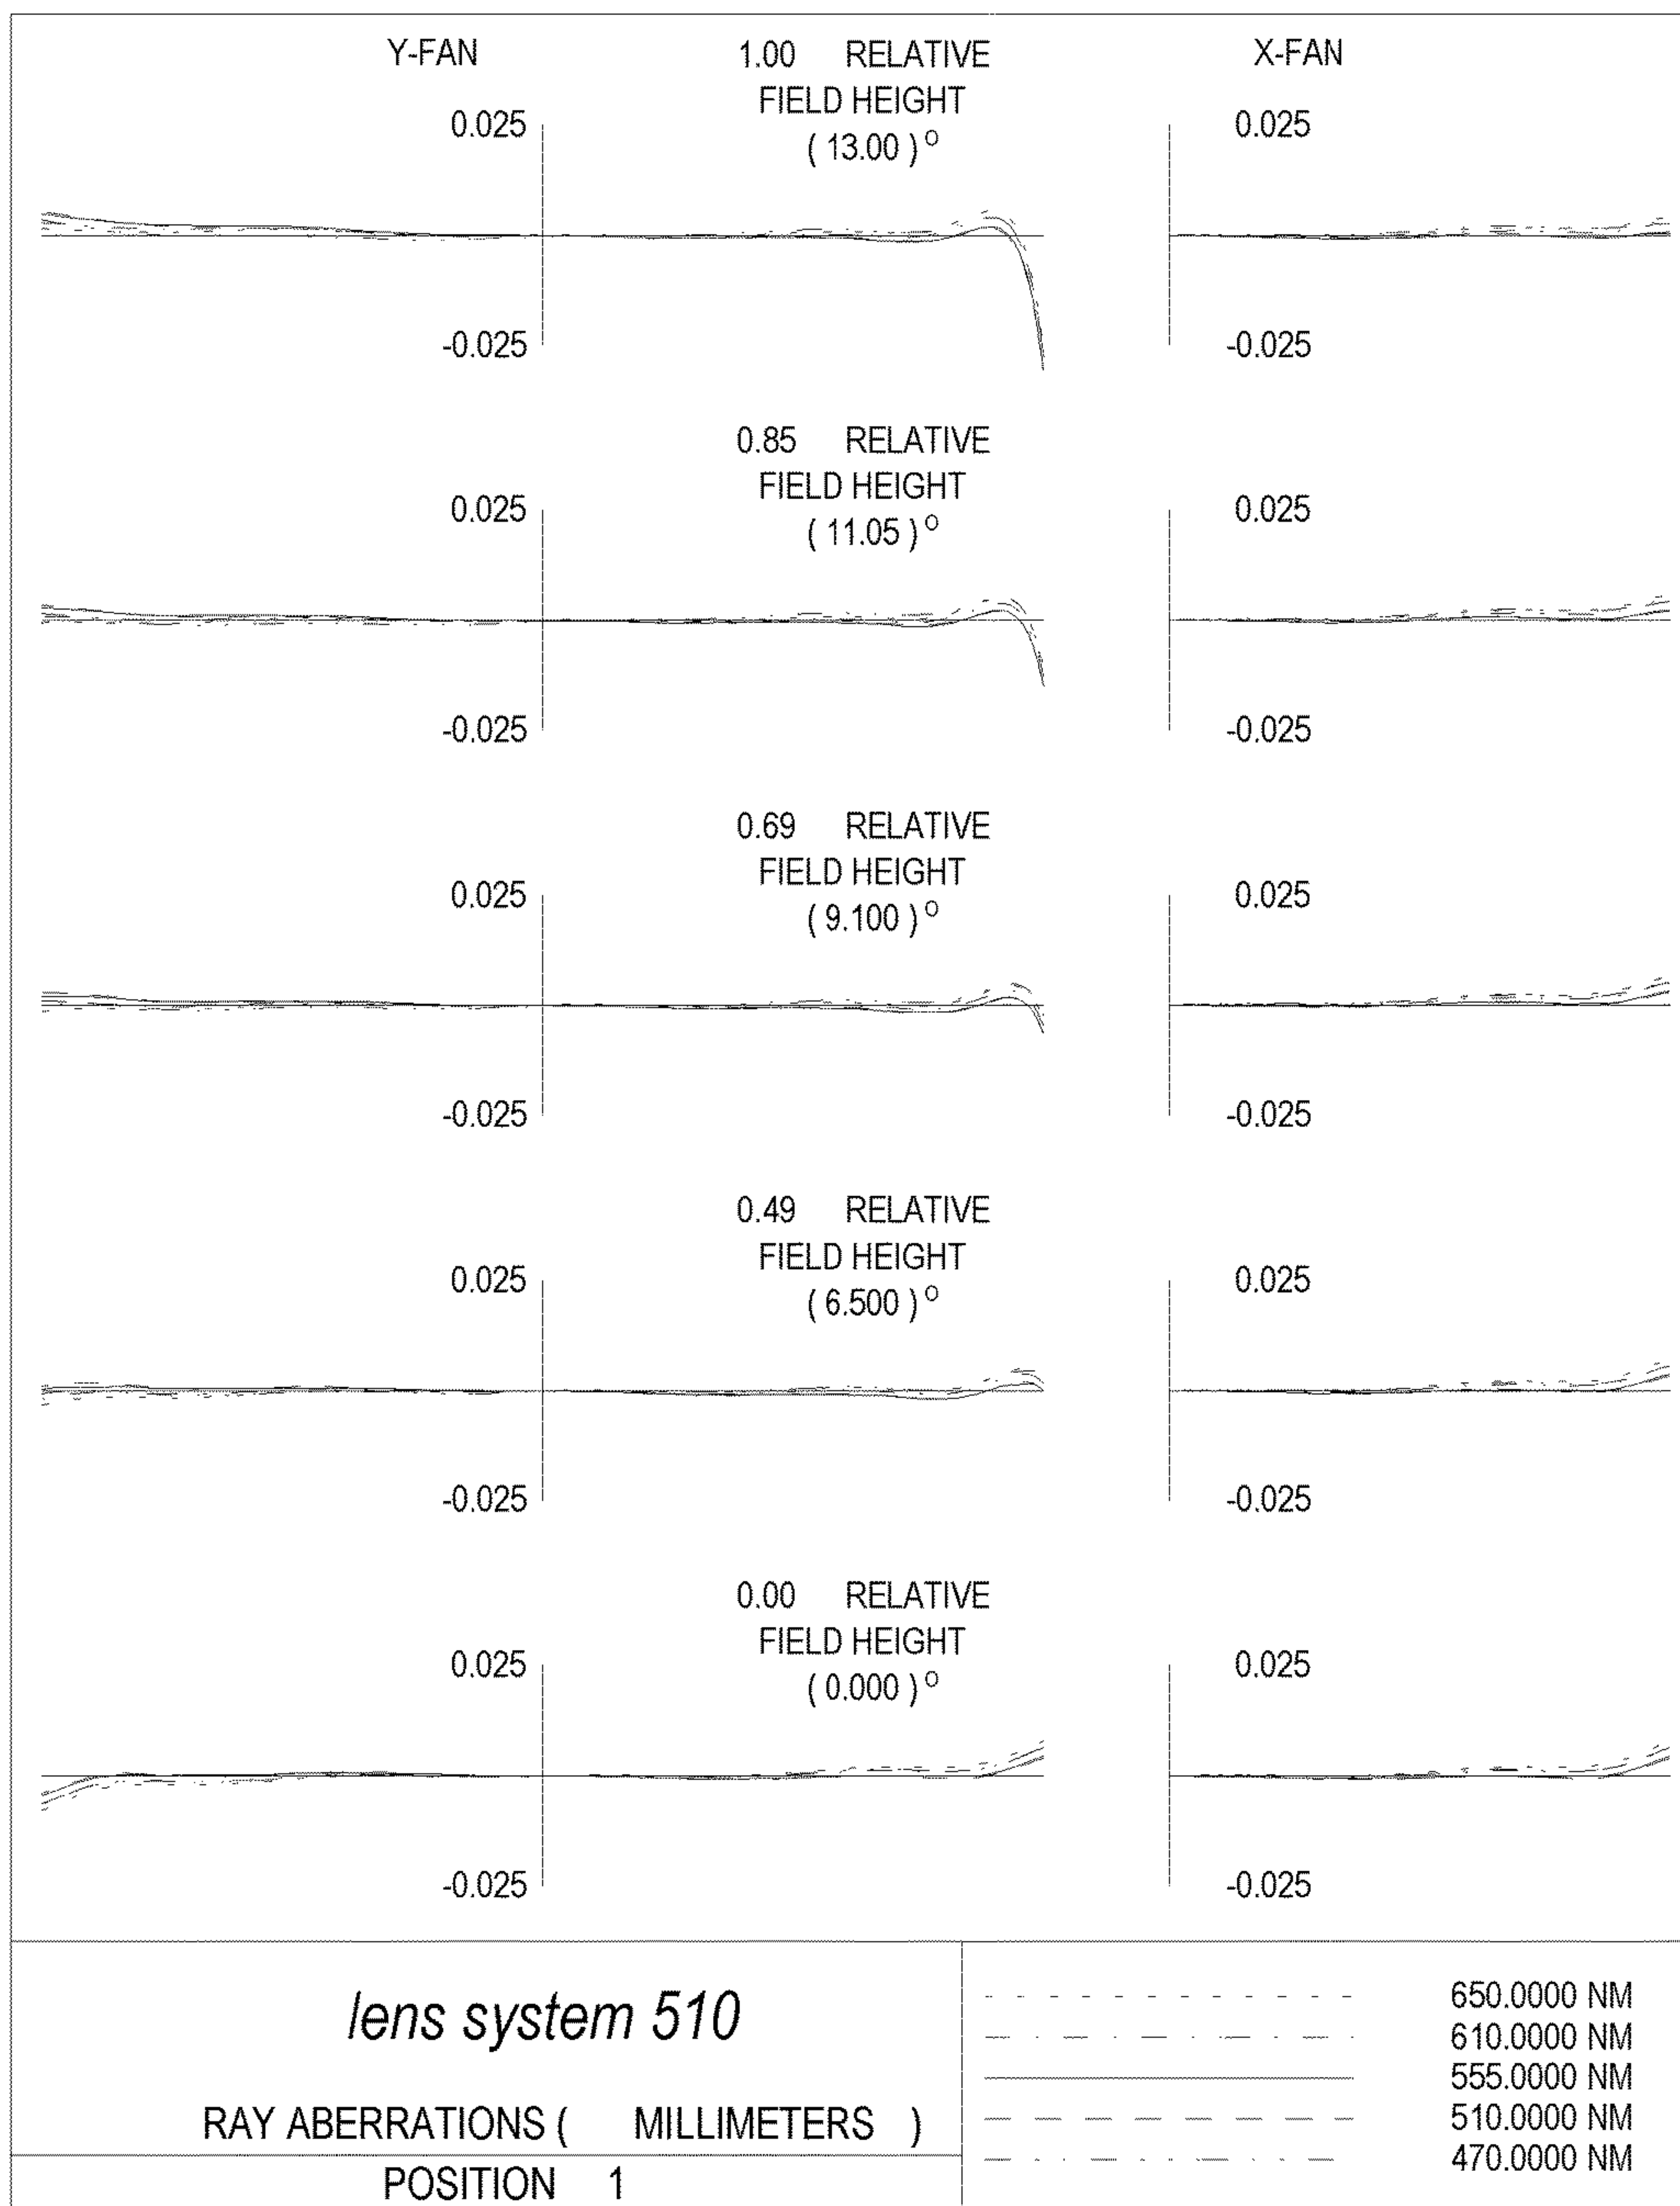 Y-FAN 1.00 RELATIVE X-FAN
FIELD HEIGHT
0.025 ( 13.00 )° 0.025
-0.025 -0.025
0.85 RELATIVE
FIELD HEIGHT
0.025 ( 11.05 )° 0.025
-0.025 -0.025
0.69 RELATIVE
FIELD HEIGHT
0.025 ( 9.100 )° 0.025
-0.025 -0.025
0.49 RELATIVE
FIELD HEIGHT
0.025 ( 6.500 )° 0.025
-0.025 -0.025
0.00 RELATIVE
FIELD HEIGHT
0.025 ( 0.000 )° 0.025
-0.025 -0.025
lens system 510
RAY ABERRATIONS ( MILLIMETERS )
POSITION 1
650.0000 NM
610.0000 NM
555.0000 NM
510.0000 NM
470.0000 NM